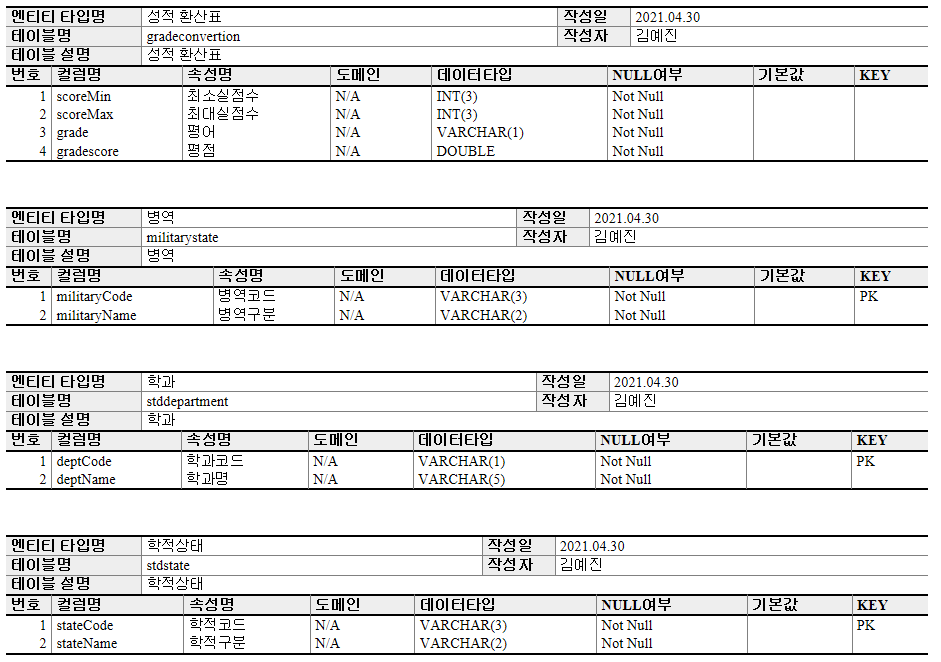 엔티티 타입명 성적 환산표 작성일 2021.04.30
테이블명 gradeconvertion 작성자 김예진
테이블 설명 성적 환산표
번호 컬럼명 속성명 도메인 데이터타입 NULL여부 기본값 KEY
1 scoreMin 최소실점수 N/A INT(3) Not Null
2 scoreMax 최대실점수 N/A INT(3) Not Null
3 grade 평어 N/A VARCHAR(1) Not Null
4 gradescore 평점 N/A DOUBLE Not Null
엔티티 타입명 병역 작성일 2021.04.30
테이블명 militarystate 작성자 김예진
테이블 설명 병역
번호 컬럼명 속성명 도메인 데이터타입 NULL여부 기본값 KEY
1 militaryCode 병역코드 N/A VARCHAR(3) Not Null PK
2 militaryName 병역구분 N/A VARCHAR(2) Not Null
엔티티 타입명 학과 작성일 2021.04.30
테이블명 stddepartment 작성자 김예진
테이블 설명 학과
번호 컬럼명 속성명 도메인 데이터타입 NULL여부 기본값 KEY
1 deptCode 학과코드 N/A VARCHAR(1) Not Null PK
2 deptName 학과명 N/A VARCHAR(5) Not Null
엔티티 타입명 학적상태 작성일 2021.04.30
테이블명 stdstate 작성자 김예진
테이블 설명 학적상태
번호 컬럼명 속성명 도메인 데이터타입 NULL여부 기본값 KEY
1 stateCode 학적코드 N/A VARCHAR(3) Not Null PK
2 stateName 학적구분 N/A VARCHAR(2) Not Null